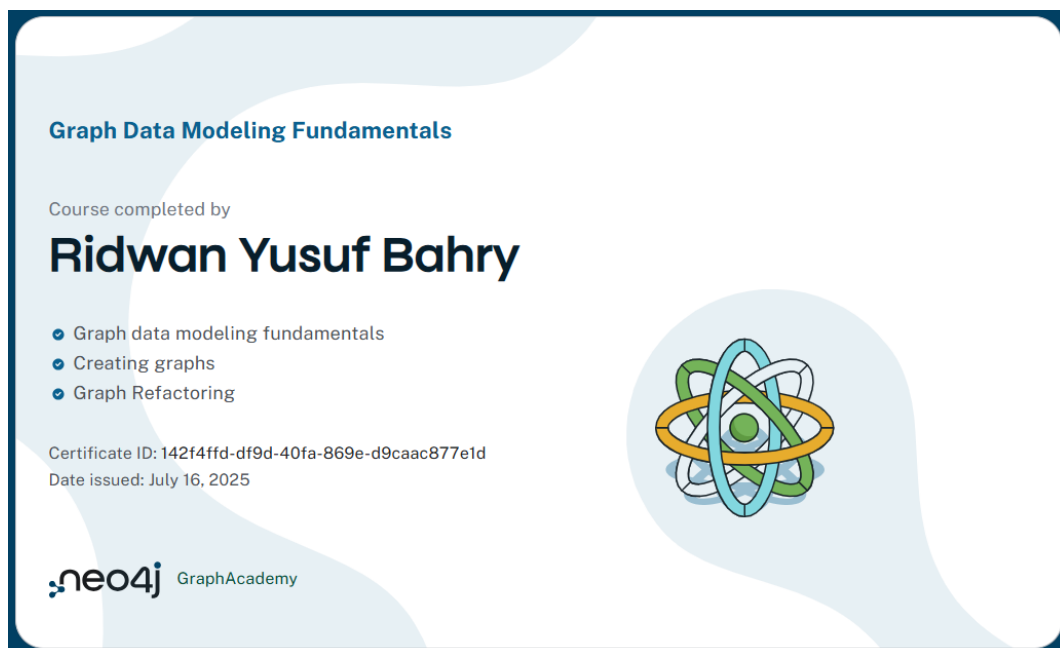 Graph Data Modeling Fundamentals
Course completed by
Ridwan Yusuf Bahry
Graph data modeling fundamentals
Creating graphs
Graph Refactoring
Certificate ID: 142f4ffd-df9d-40fa-869e-d9caac877e1d
Date issued: July 16, 2025
neo4j GraphAcademy